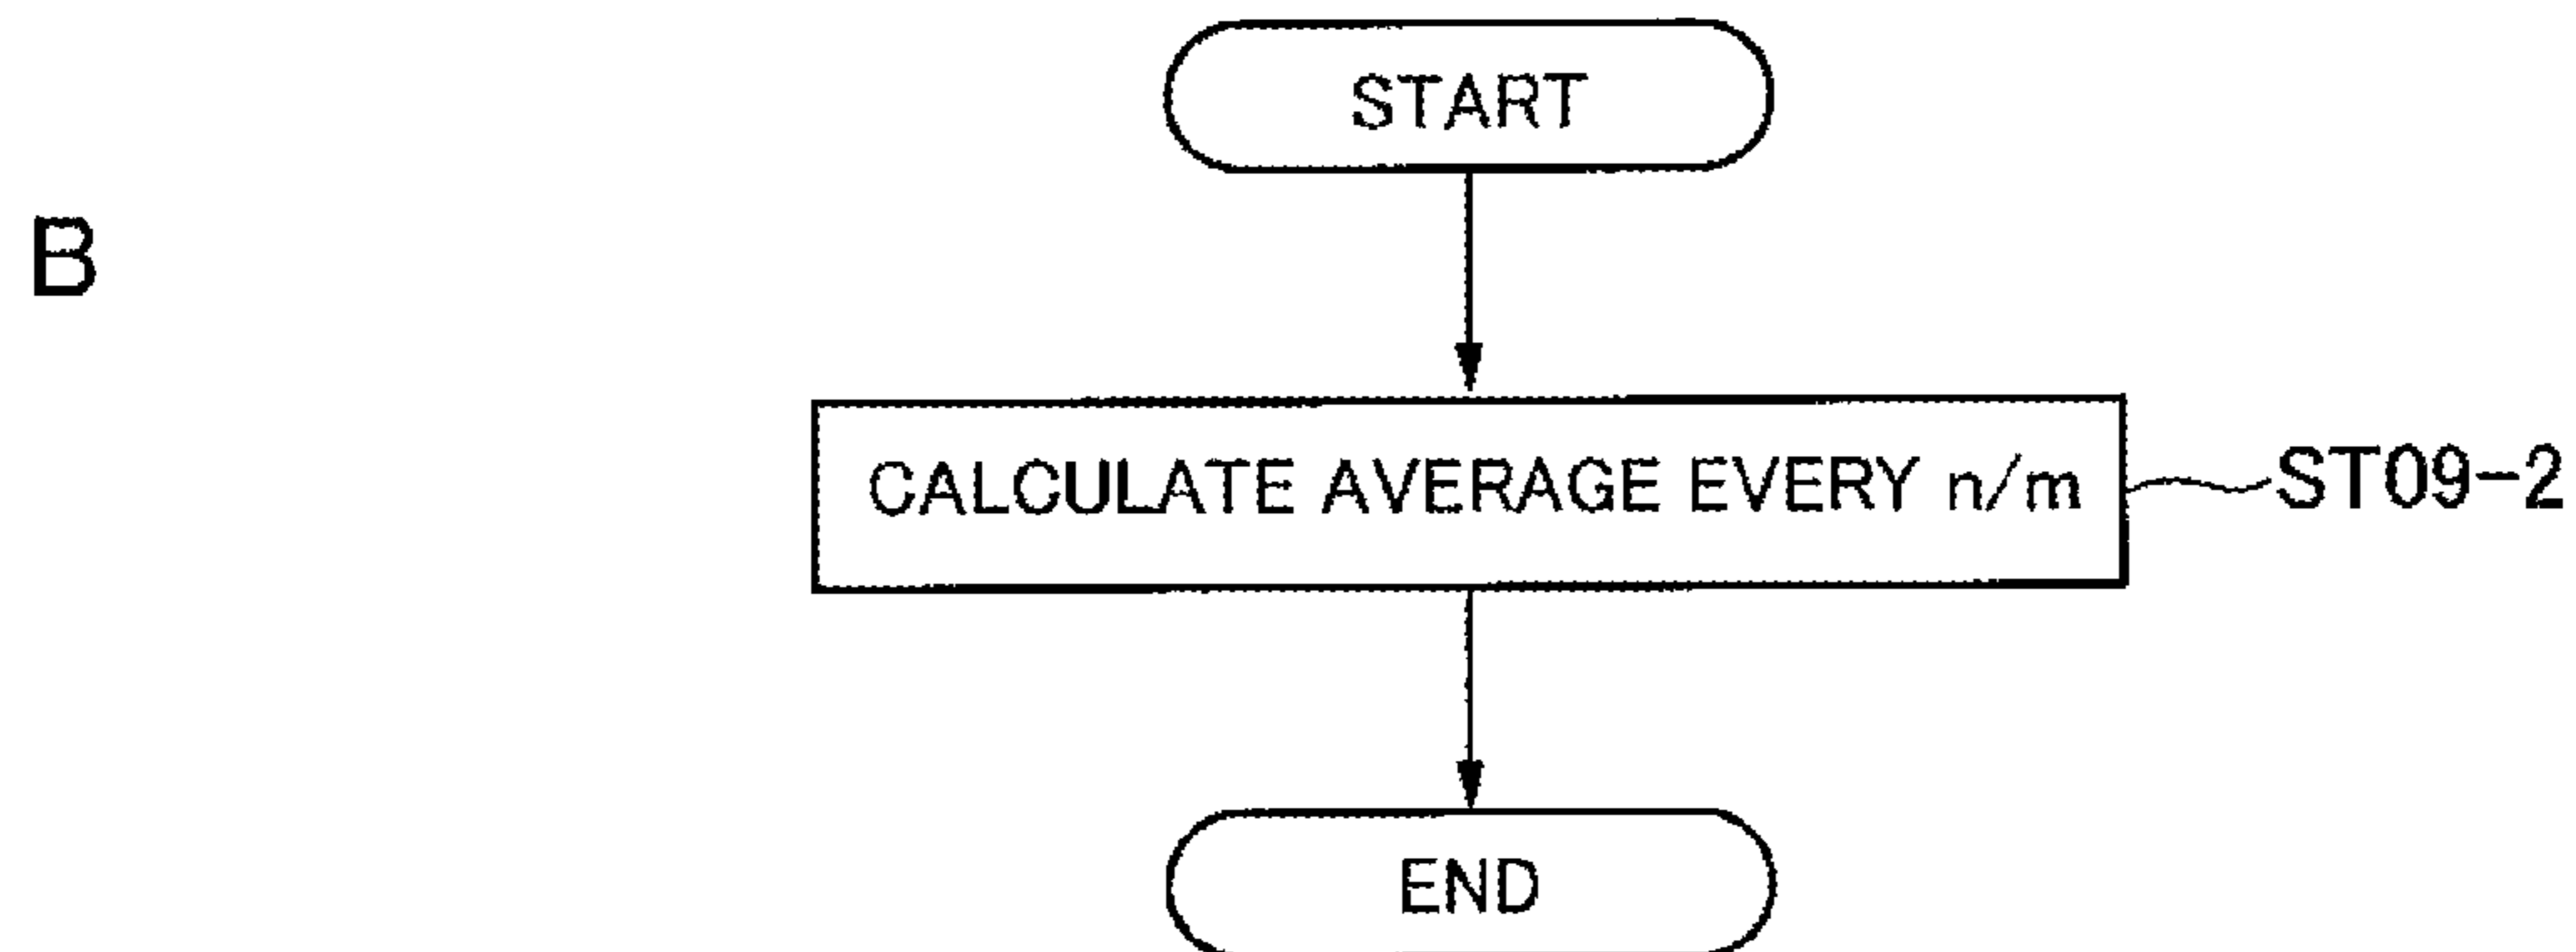 START
B
CALCULATE AVERAGE EVERY n/m
ST09-2
END